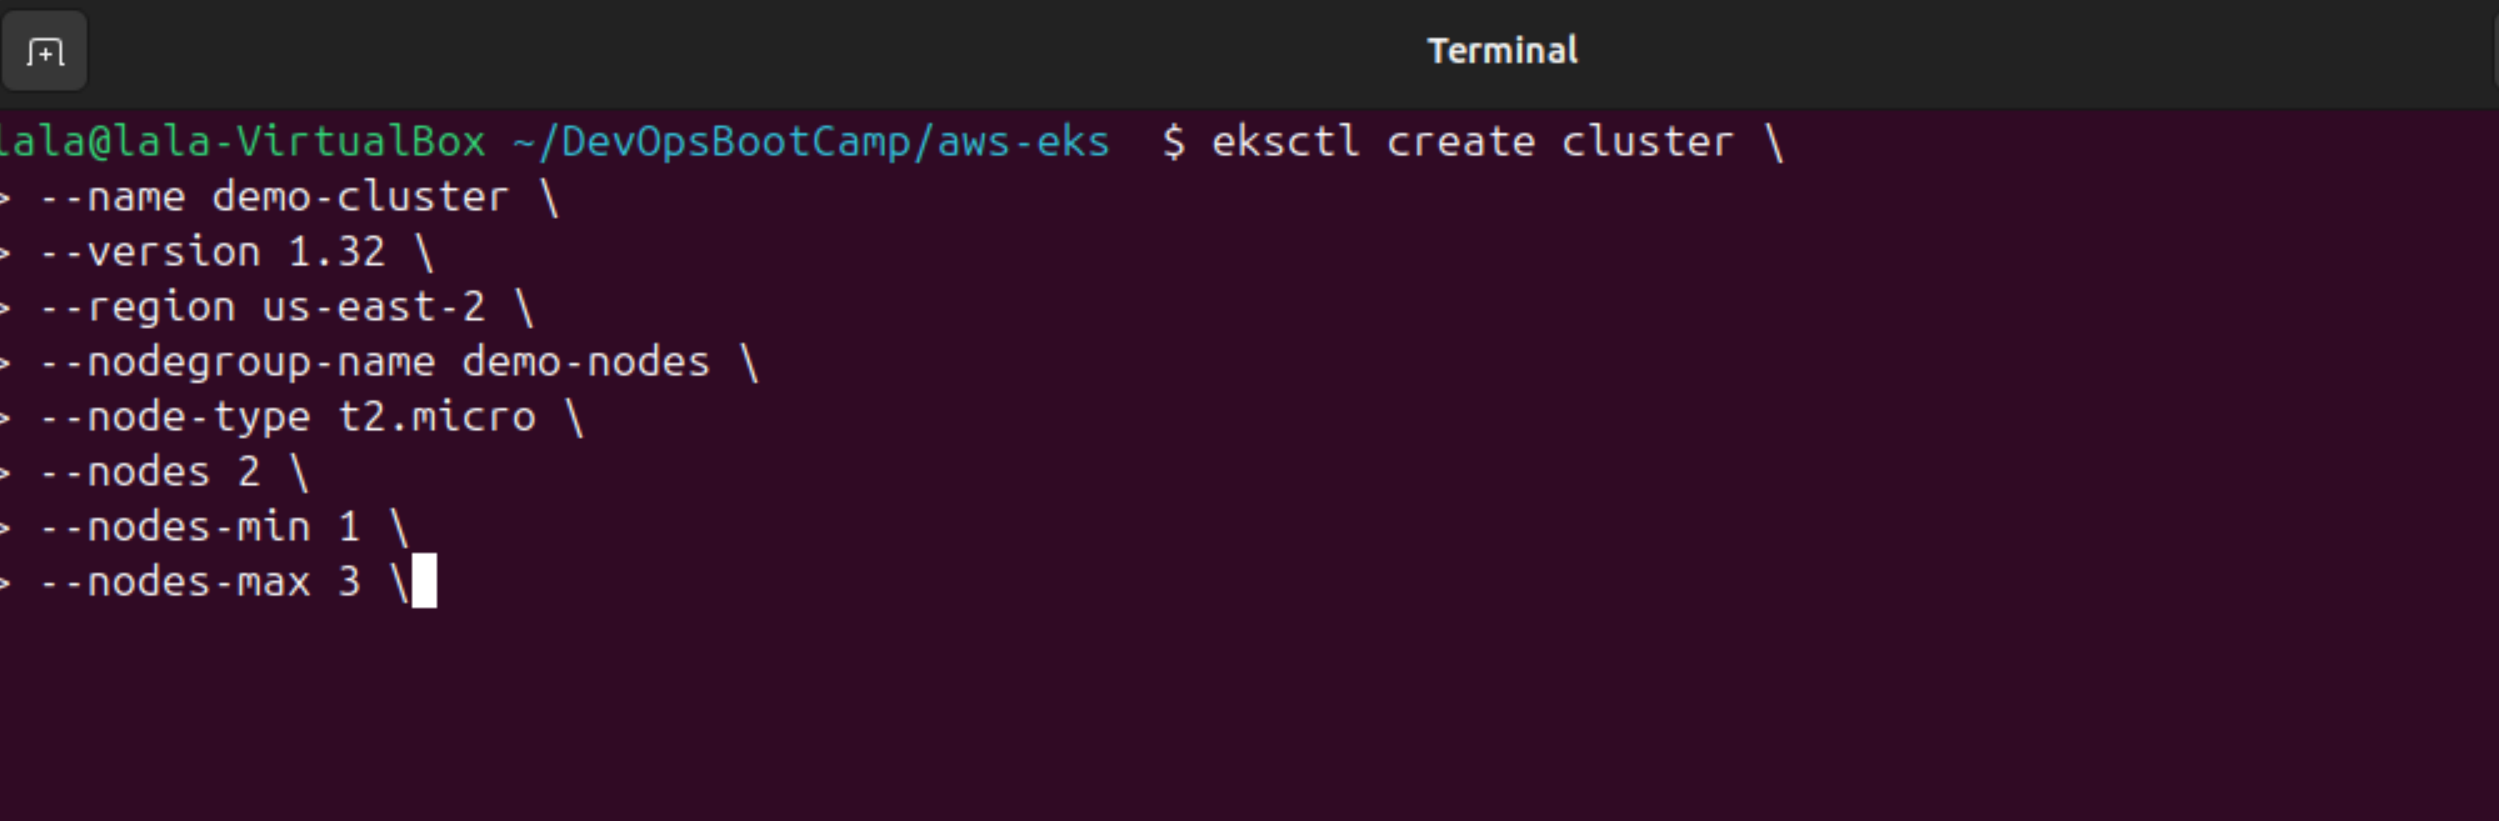 Terminal
lala@lala-VirtualBox ~/DevOpsBootCamp/aws-eks  $ eksctl create cluster \
> --name demo-cluster \
> --version 1.32 \
> --region us-east-2 \
> --nodegroup-name demo-nodes \
> --node-type t2.micro \
> --nodes 2 \
> --nodes-min 1 \
> --nodes-max 3 \